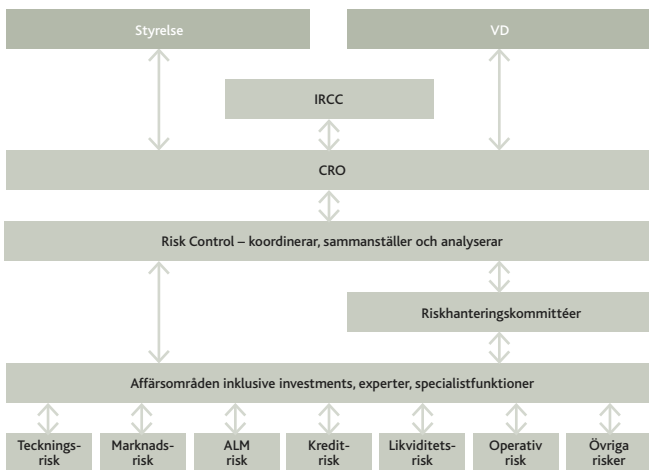 Styrelse
VD
IRCC
CRO
Risk Control – koordinerar, sammanställer och analyserar
Riskhanteringskommittéer
Affärsområden inklusive investments, experter, specialistfunktioner
Tecknings-
risk
Marknads-
risk
ALM
risk
Kredit-
risk
Likviditets-
risk
Operativ
risk
Övriga
risker